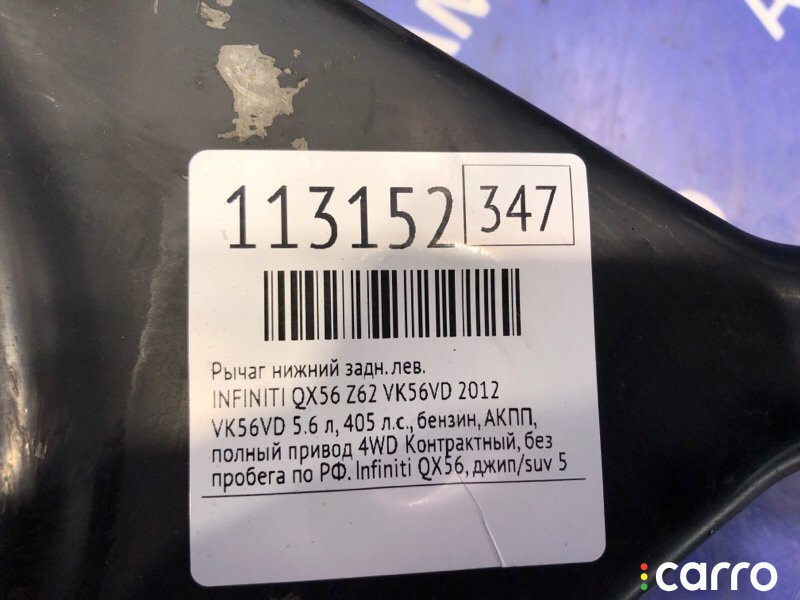 AM
113152 347
Рычаг нижний задн. лев.
INFINITI QX56 Z62 VK56VD 2012
VK56VD 5.6 л, 405 л.с., бензин, АКПП,
полный привод 4WD Контрактный, без
пробега по РФ. Infiniti QX56, джип/suv 5
carro